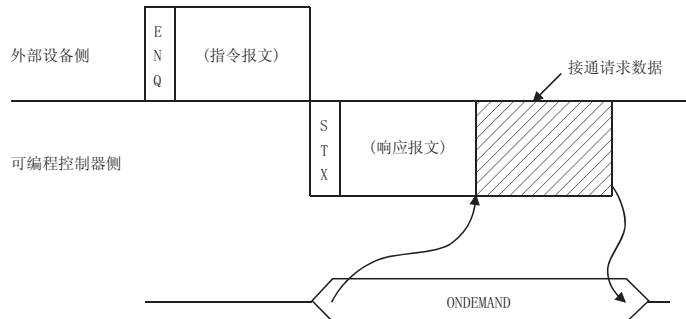 外部设备侧
E
N
Q
(指令报文)
接通请求数据
可编程控制器侧
S
T
X
(响应报文)
ONDEMAND